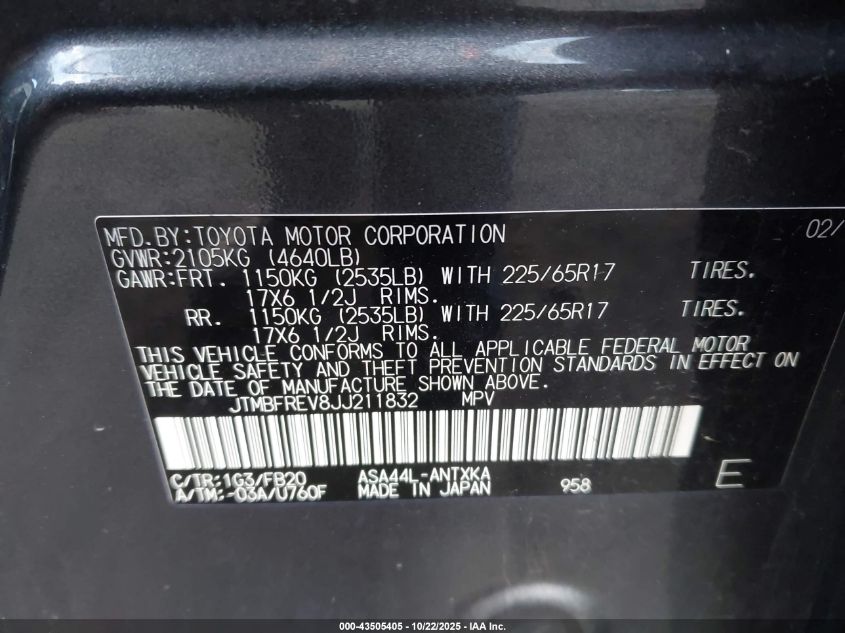 MFD.BY:TOYOTA MOTOR CORPORATION 02/
GVWR:2105KG (4640LB)
GAWR:FRT. 1150KG (2535LB) WITH 225/65R17 TIRES.
17X6 1/2J RIMS.
RR. 1150KG (2535LB) WITH 225/65R17 TIRES.
17X6 1/2J RIMS.
THIS VEHICLE CONFORMS TO ALL APPLICABLE FEDERAL MOTOR
VEHICLE SAFETY AND THEFT PREVENTION STANDARDS IN EFFECT ON
THE DATE OF MANUFACTURE SHOWN ABOVE.
JTMBFREV8JJ211832 MPV
C/TR:1G3/FB20 ASA44L-ANTXKA
A/TM:-03A/U760F MADE IN JAPAN 958 E
000-43505405 - 10/22/2025 - IAA Inc.